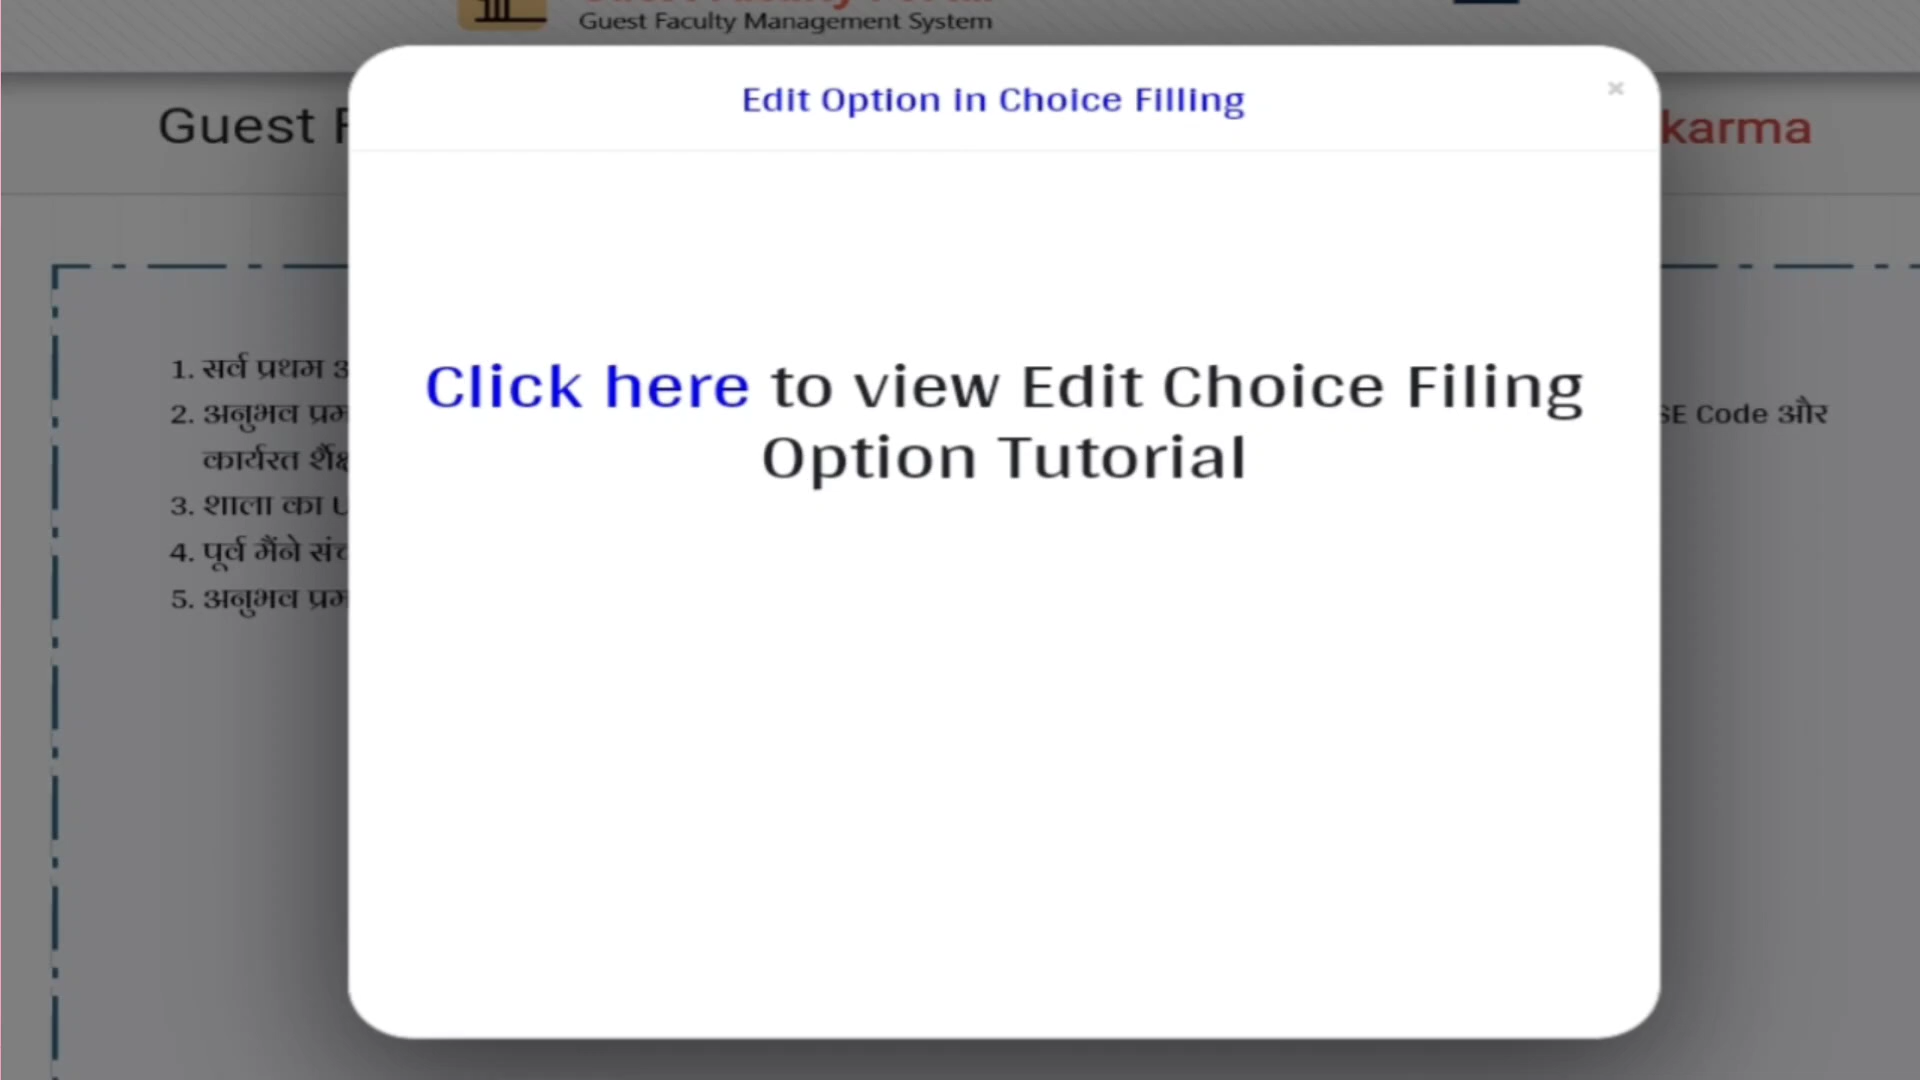 Guest Faculty Management System
Edit Option in Choice Filling
×
Guest
karma
Click here to view Edit Choice Filing
Option Tutorial
1. सर्व प्रथम
2. अनुभव
Code और
कार्यरत
3. शाला का
4. पूर्व मैंने
5. अनुभव